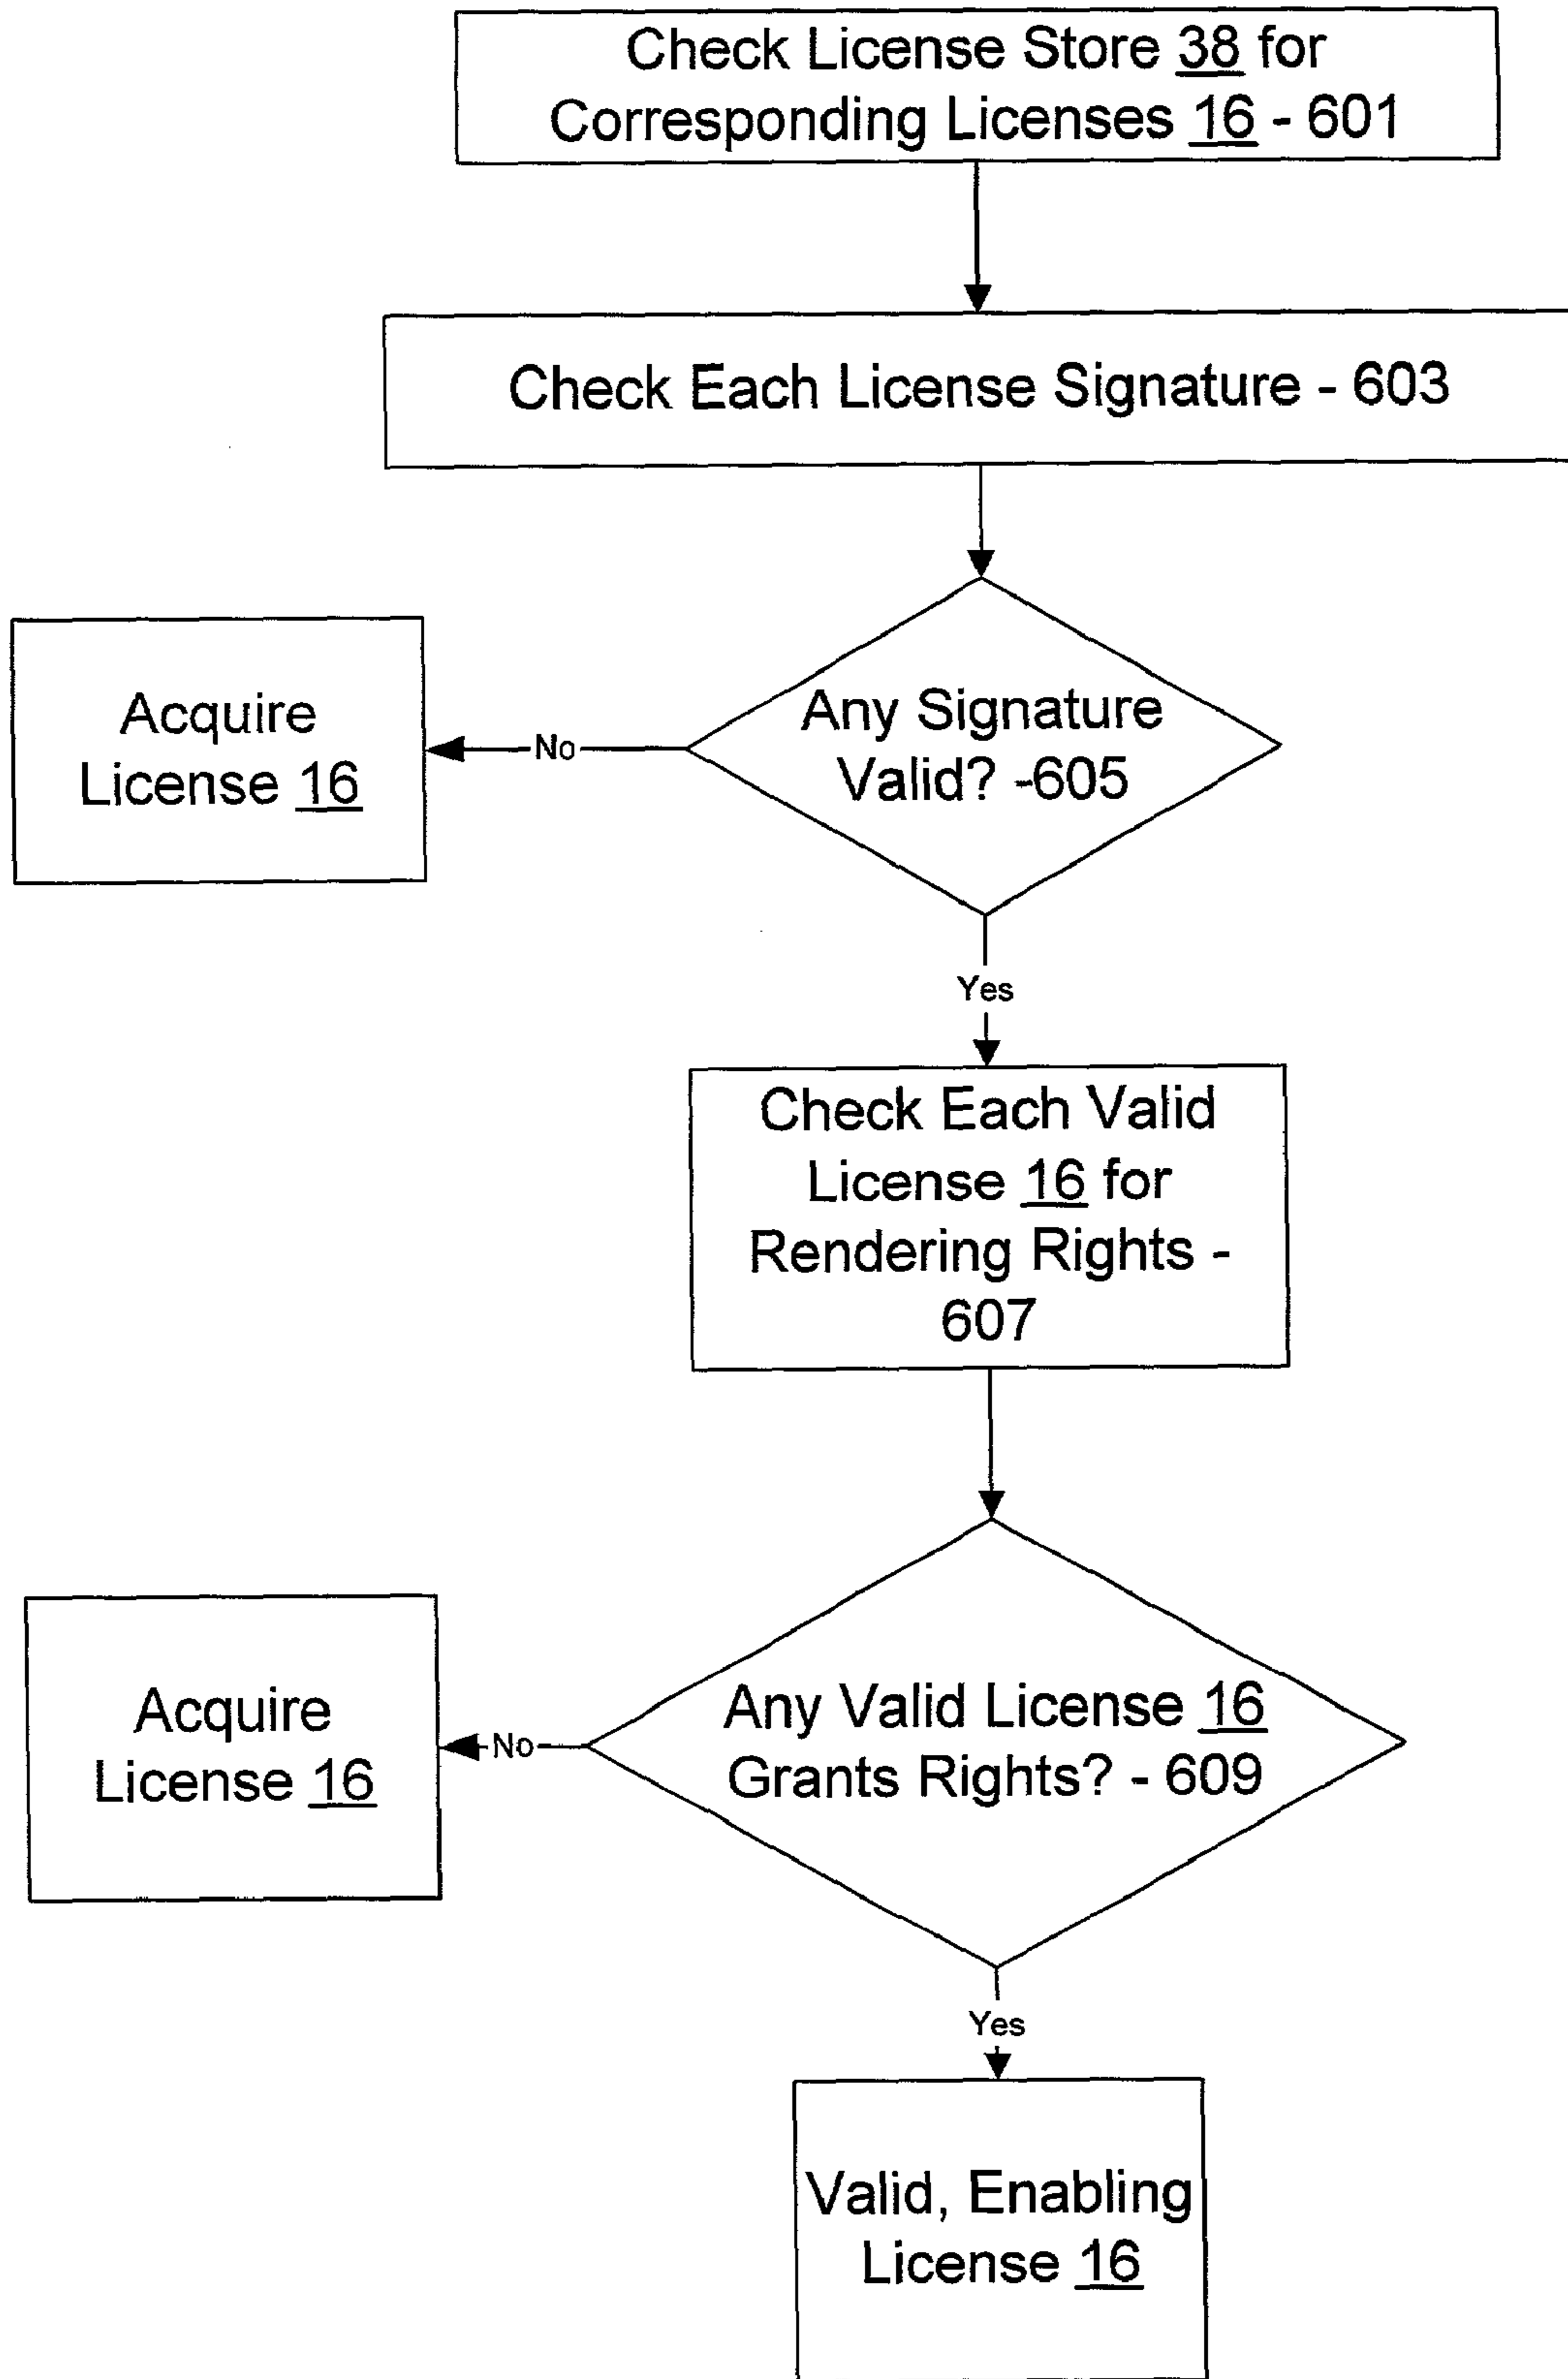 Check License Store 38 for
Corresponding Licenses 16 - 601
Check Each License Signature - 603
Any Signature
Valid? -605
No
Acquire
License 16
Yes
Check Each Valid
License 16 for
Rendering Rights -
607
Any Valid License 16
Grants Rights? - 609
No
Acquire
License 16
Yes
Valid, Enabling
License 16